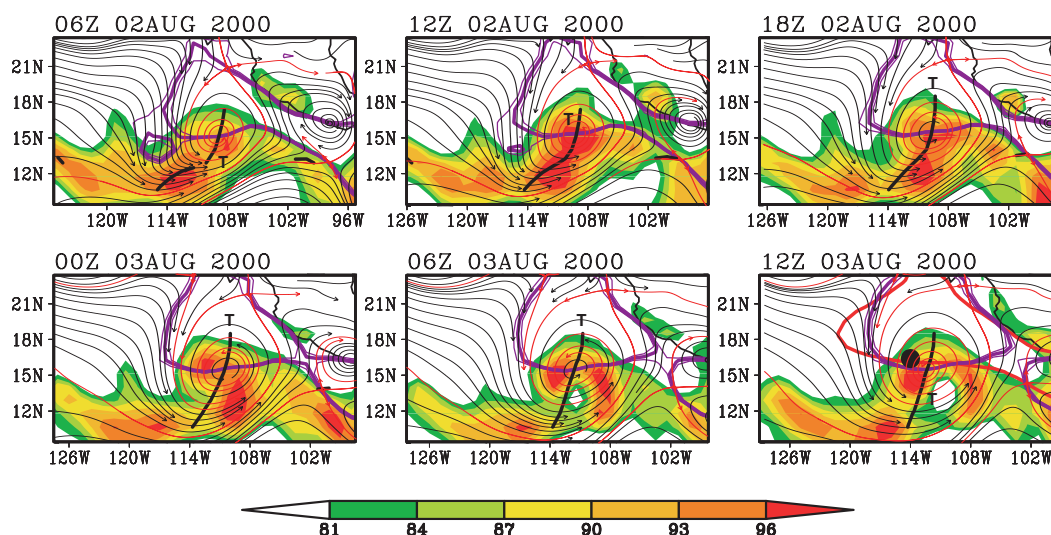 06Z 02AUG 2000 12Z 02AUG 2000 18Z 02AUG 2000
21N 21N 21N
18N 18N T 18N
15N T 15N T 15N
12N 12N 12N
120W 114W 108W 102W 96W 126W 120W 114W 108W 102W 126W 120W 114W 108W 102W
00Z 03AUG 2000 06Z 03AUG 2000 12Z 03AUG 2000
21N 21N 21N
18N T 18N T 18N
15N 15N 15N
12N 12N 12N T
126W 120W 114W 108W 102W 126W 120W 114W 108W 102W 126W 120W 114W 108W 102W
81 84 87 90 93 96